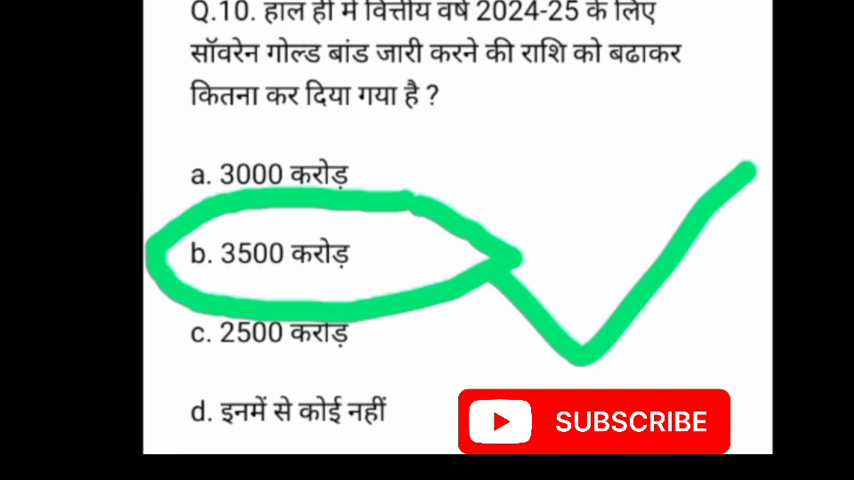 Q.10. हाल ही में वित्तीय वर्ष 2024-25 के लिए
सॉवरेन गोल्ड बांड जारी करने की राशि को बढाकर
कितना कर दिया गया है ?
a. 3000 करोड़
b. 3500 करोड़
c. 2500 करोड़
d. इनमें से कोई नहीं
SUBSCRIBE